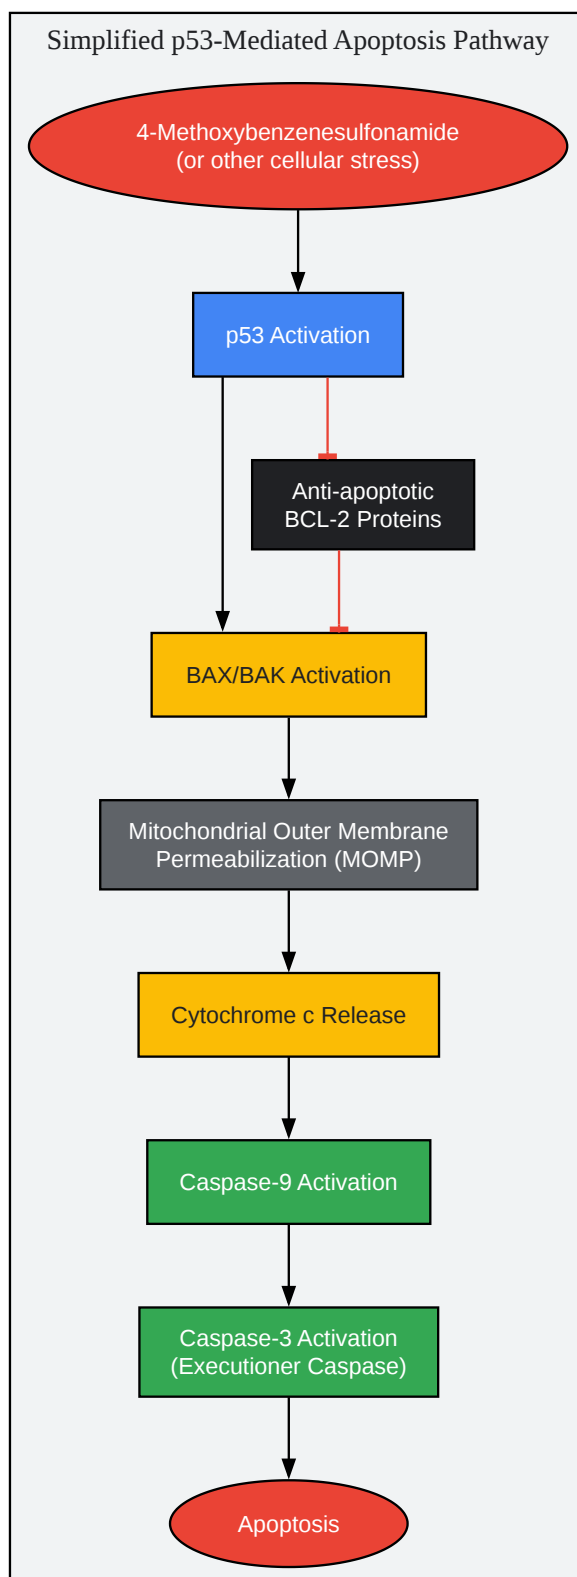 Simplified p53-Mediated Apoptosis Pathway
4-Methoxybenzenesulfonamide
(or other cellular stress)
p53 Activation
Anti-apoptotic
BCL-2 Proteins
BAX/BAK Activation
Mitochondrial Outer Membrane
Permeabilization (MOMP)
Cytochrome c Release
Caspase-9 Activation
Caspase-3 Activation
(Executioner Caspase)
Apoptosis